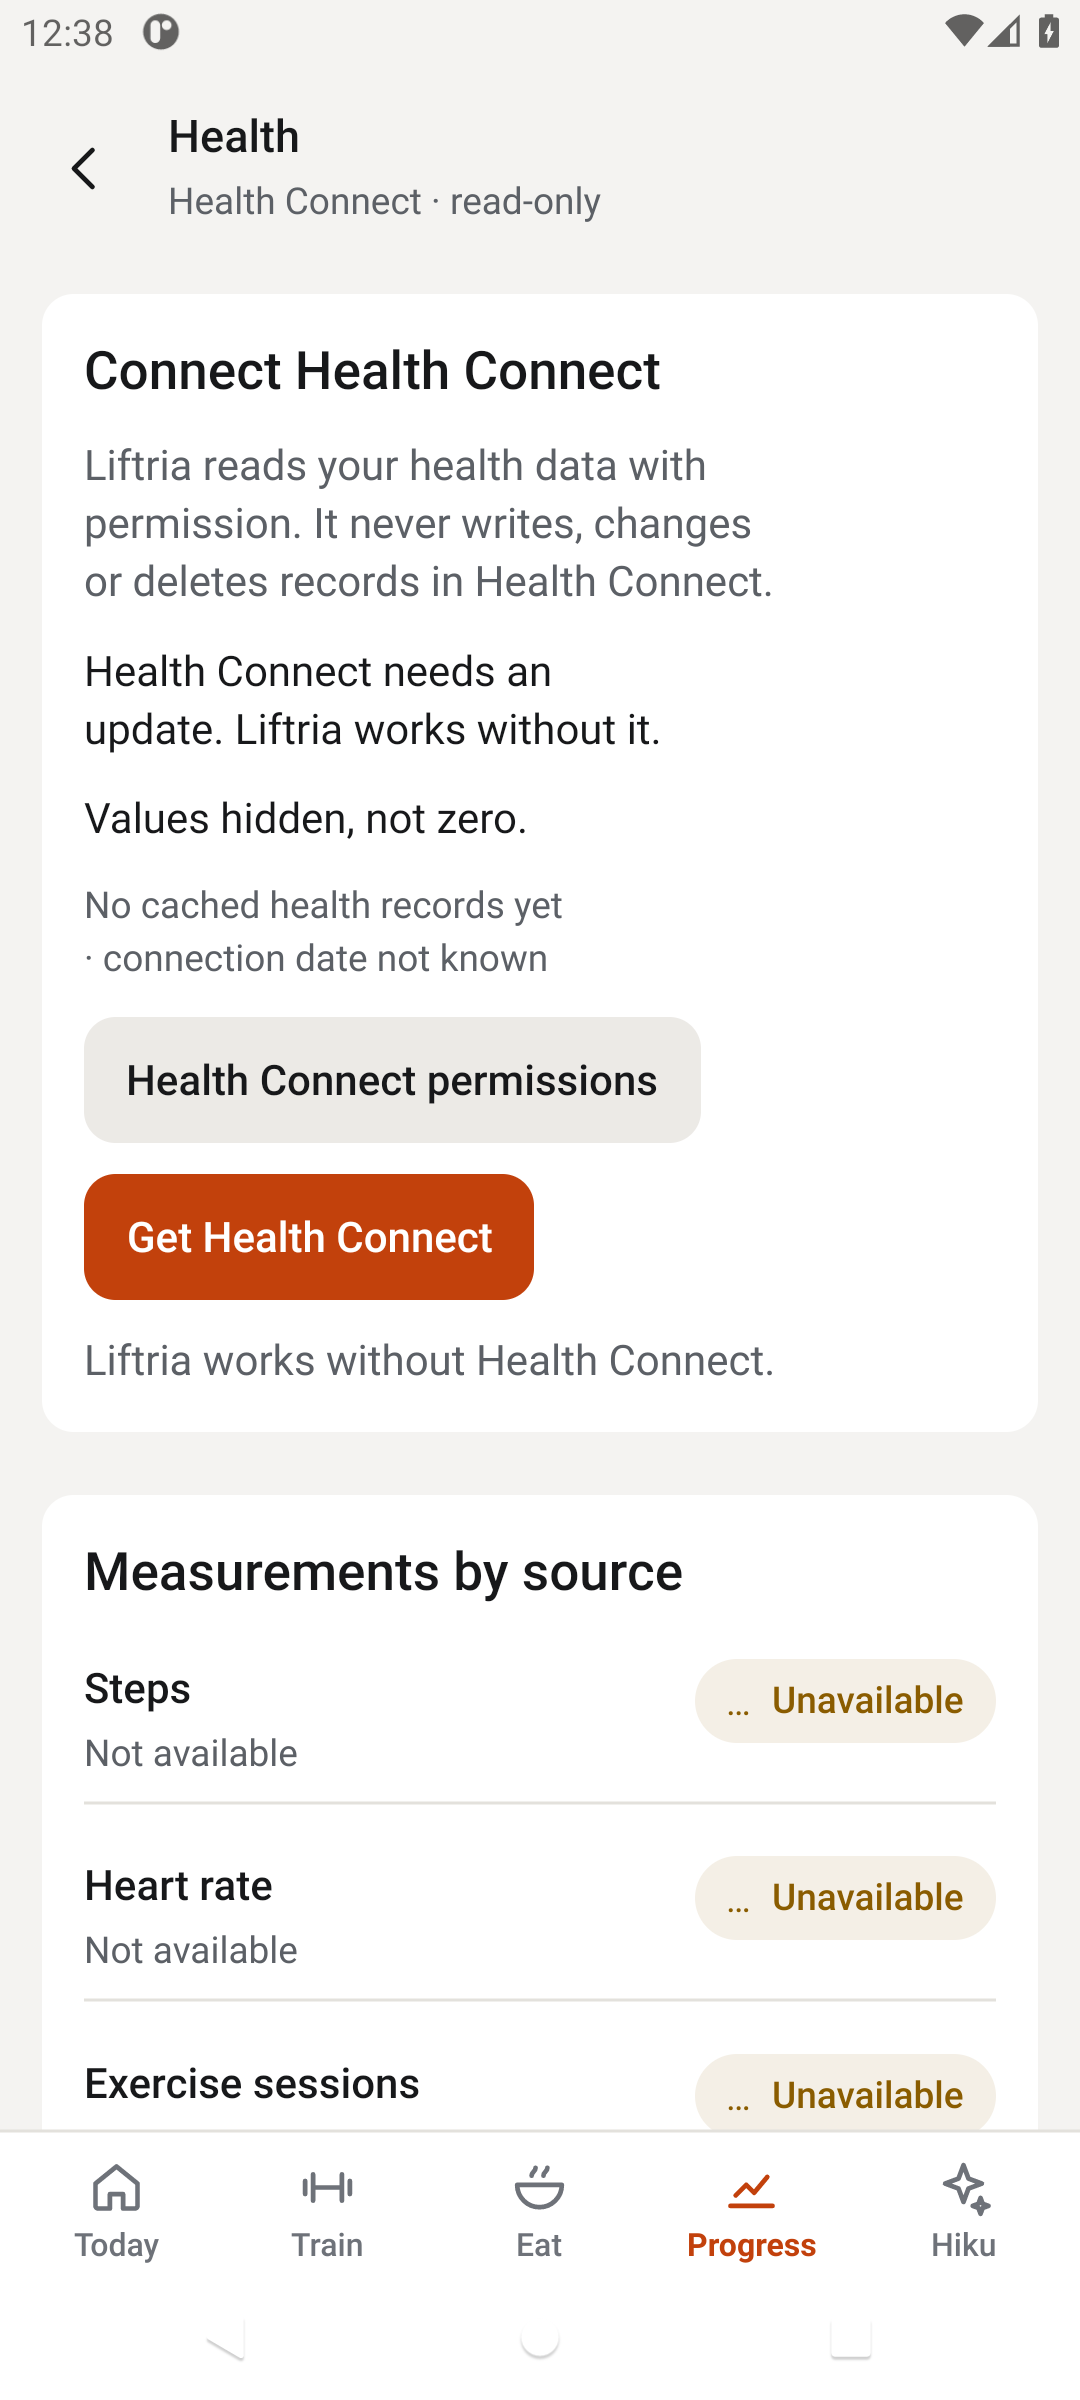 12:38
Health
Health Connect · read-only
Connect Health Connect
Liftria reads your health data with
permission. It never writes, changes
or deletes records in Health Connect.
Health Connect needs an
update. Liftria works without it.
Values hidden, not zero.
No cached health records yet
· connection date not known
Health Connect permissions
Get Health Connect
Liftria works without Health Connect.
Measurements by source
Steps
... Unavailable
Not available
Heart rate
... Unavailable
Not available
Exercise sessions
... Unavailable
Today
Train
Eat
Progress
Hiku